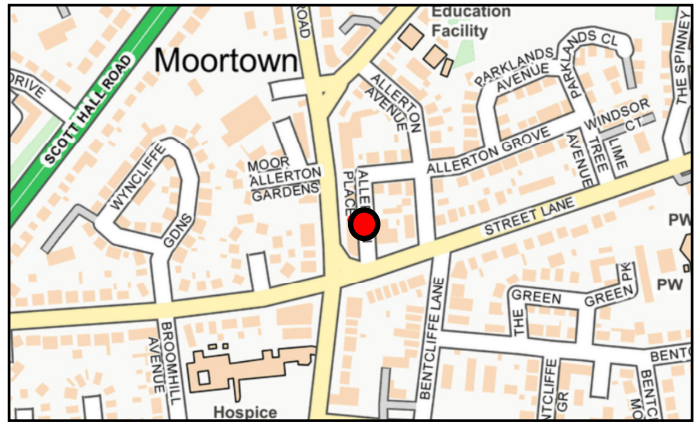 Education
Facility
ROAD
Moortown
DRIVE
SCOTT HALL ROAD
PARKLANDS
AVENUE
PARKLANDS CL
THE SPINNEY
ALLERTON
AVENUE
WINDSOR
CT
LIME
TREE
AVENUE
ALLERTON GROVE
WYNCLIFFE
GDNS
MOOR
ALLERTON
GARDENS
PLACE
STREET LANE
PW
PW
THE
GREEN
GREEN
PK
BENTCLIFFE LANE
BROOMHILL
AVENUE
Hospice
GR